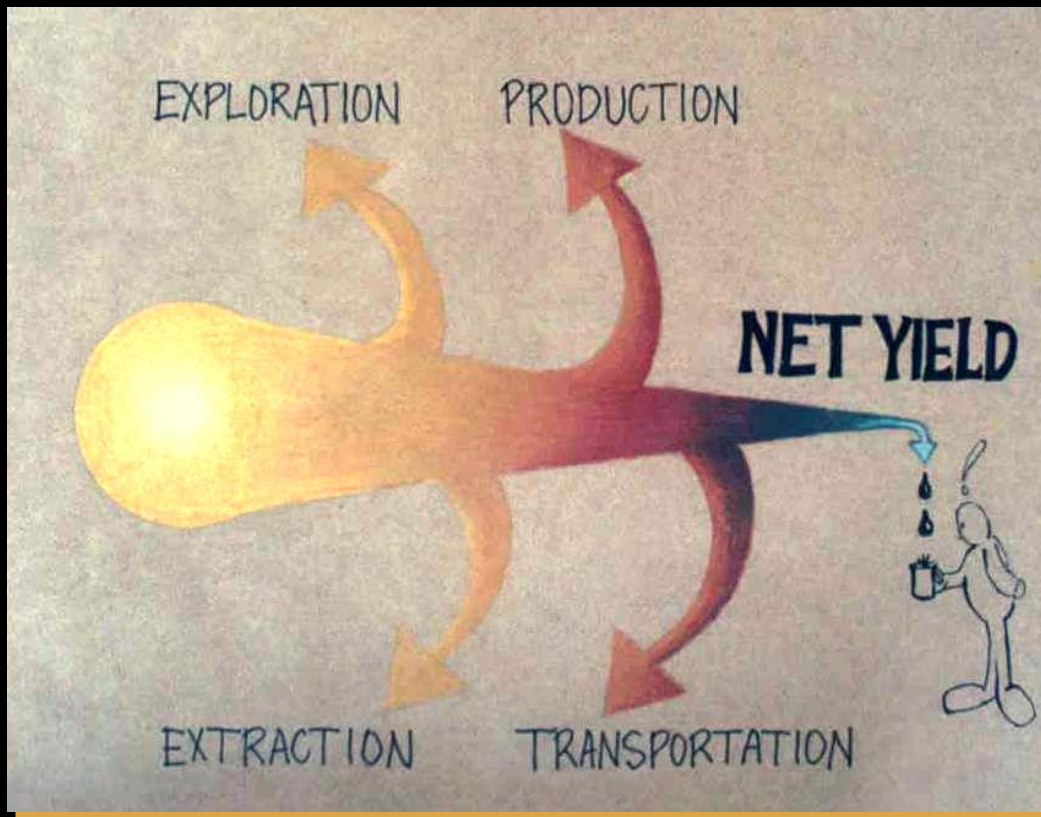 EXPLORATION
PRODUCTION
NET YIELD
!
EXTRACTION
TRANSPORTATION